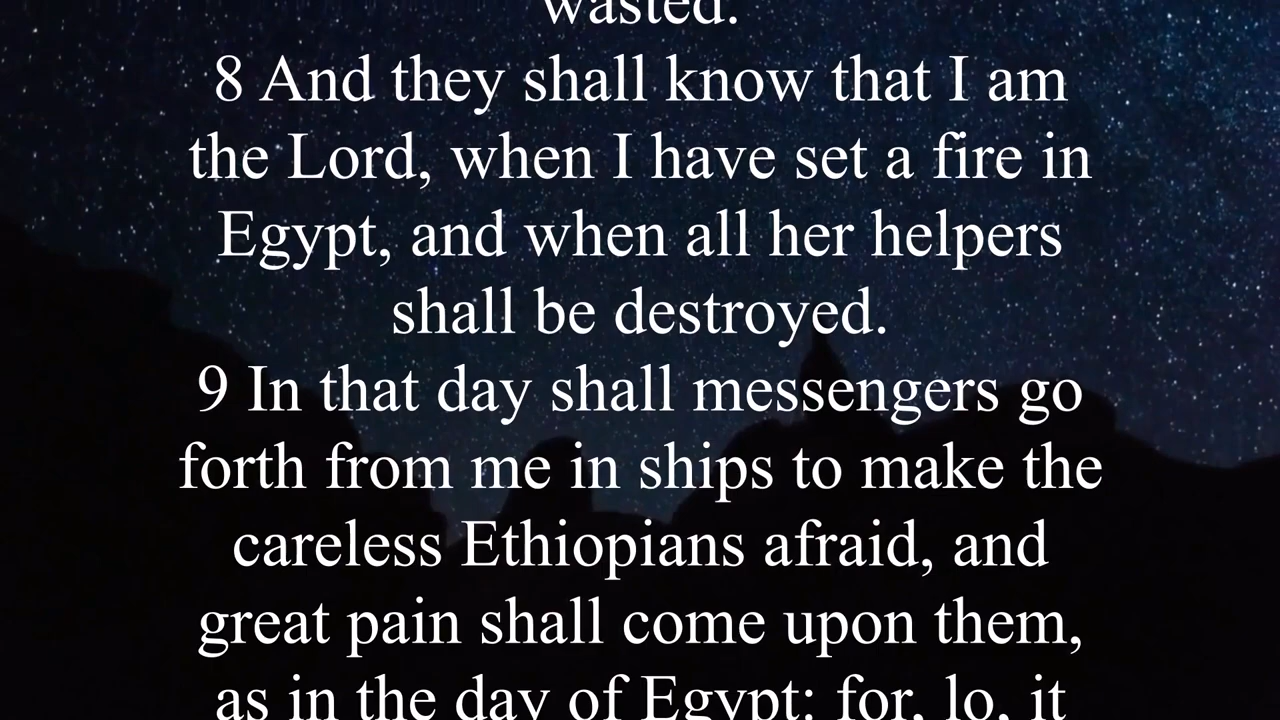 wasted.
8 And they shall know that I am
the Lord, when I have set a fire in
Egypt, and when all her helpers
shall be destroyed.
9 In that day shall messengers go
forth from me in ships to make the
careless Ethiopians afraid, and
great pain shall come upon them,
as in the day of Egypt: for, lo, it